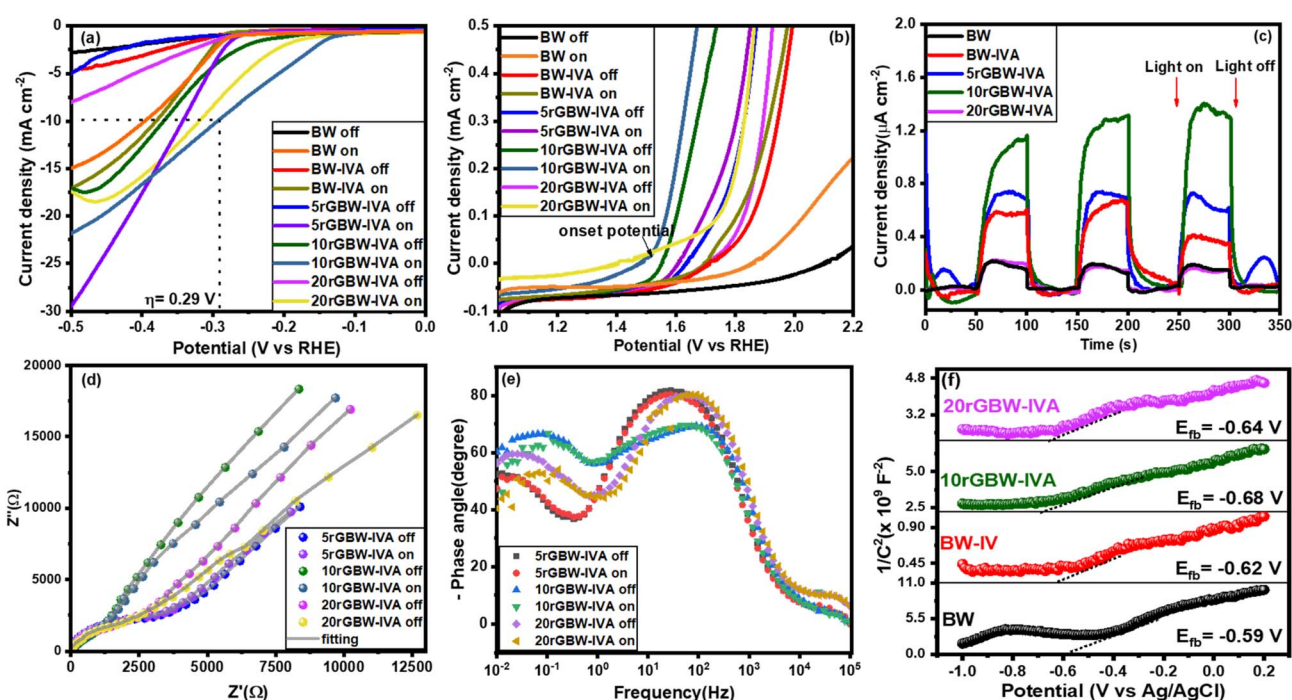 (a)
Current density (mA cm⁻²)
0
-5
-10
-15
-20
-25
-30
BW off
BW on
BW-IVA off
BW-IVA on
5rGBW-IVA off
5rGBW-IVA on
10rGBW-IVA off
10rGBW-IVA on
20rGBW-IVA off
20rGBW-IVA on
η= 0.29 V
-0.5 -0.4 -0.3 -0.2 -0.1 0.0
Potential (V vs RHE)
(b)
Current density (mA cm⁻²)
0.5
0.4
0.3
0.2
0.1
0.0
-0.1
BW off
BW on
BW-IVA off
BW-IVA on
5rGBW-IVA off
5rGBW-IVA on
10rGBW-IVA off
10rGBW-IVA on
20rGBW-IVA off
20rGBW-IVA on
onset potential
1.0 1.2 1.4 1.6 1.8 2.0 2.2
Potential (V vs RHE)
(c)
Current density(μA cm⁻²)
2.0
1.6
1.2
0.8
0.4
0.0
BW
BW-IVA
5rGBW-IVA
10rGBW-IVA
20rGBW-IVA
Light on
Light off
0 50 100 150 200 250 300 350
Time (s)
(d)
Z''(Ω)
20000
15000
10000
5000
0
5rGBW-IVA off
5rGBW-IVA on
10rGBW-IVA off
10rGBW-IVA on
20rGBW-IVA off
20rGBW-IVA off
fitting
0 2500 5000 7500 10000 12500
Z'(Ω)
(e)
- Phase angle(degree)
80
60
40
20
0
5rGBW-IVA off
5rGBW-IVA on
10rGBW-IVA off
10rGBW-IVA on
20rGBW-IVA off
20rGBW-IVA on
10⁻² 10⁻¹ 10⁰ 10¹ 10² 10³ 10⁴ 10⁵
Frequency(Hz)
(f)
1/C²(x 10⁹ F⁻²)
4.8
3.2
20rGBW-IVA
E_fb= -0.64 V
5.00
2.5
10rGBW-IVA
E_fb= -0.68 V
0.90
0.45
BW-IV
E_fb= -0.62 V
11.0
5.5
0.0
BW
E_fb= -0.59 V
-1.0 -0.8 -0.6 -0.4 -0.2 0.0 0.2
Potential (V vs Ag/AgCl)